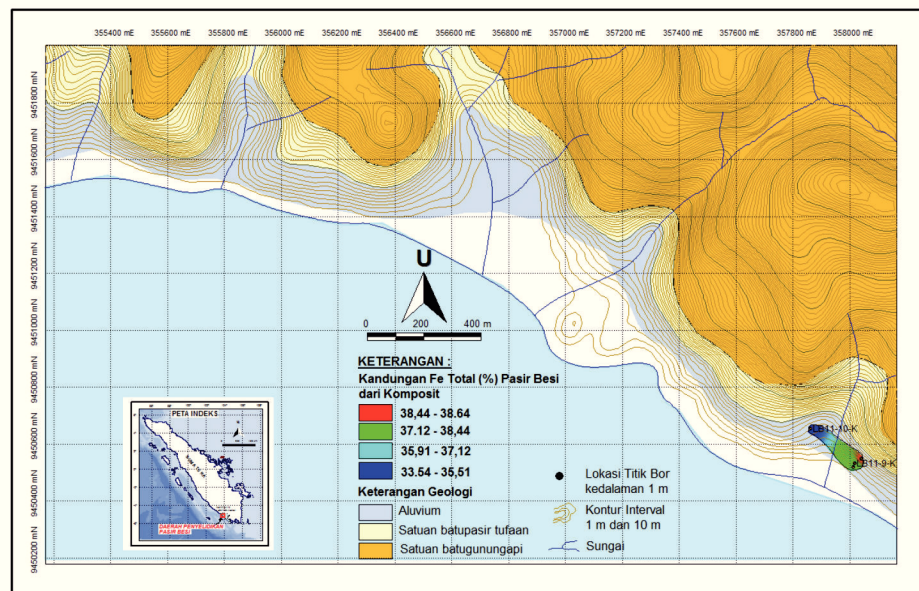 355400 mE 355600 mE 355800 mE 356000 mE 356200 mE 356400 mE 356600 mE 356800 mE 357000 mE 357200 mE 357400 mE 357600 mE 357800 mE 358000 mE
9451800 mN
9451600 mN
9451400 mN
9451200 mN
9451000 mN
9450800 mN
9450600 mN
9450400 mN
9450200 mN
U
0 200 400 m
KETERANGAN :
Kandungan Fe Total (%) Pasir Besi
dari Komposit
38,44 - 38.64
37.12 - 38,44
35,91 - 37,12
33.54 - 35,51
Keterangan Geologi
Aluvium
Satuan batupasir tufaan
Satuan batugunungapi
Lokasi Titik Bor
kedalaman 1 m
Kontur Interval
1 m dan 10 m
Sungai
LB11-10-K
LB11-9-K
PETA INDEKS
DAERAH PENYELIDIKAN
PASIR BESI